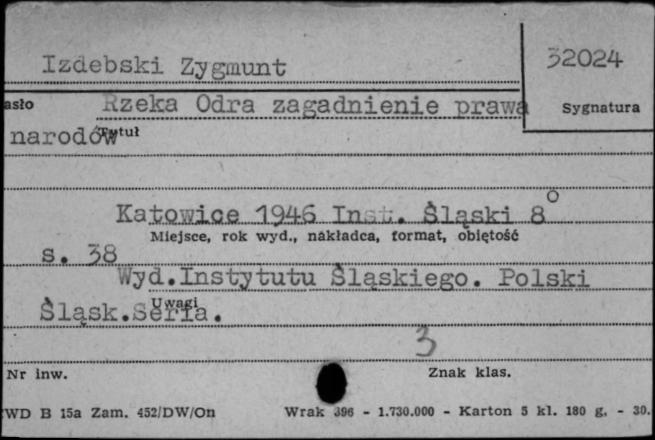 Izdebski Zygmunt
32024
asło
Rzeka Odra zagadnienie prawa
Sygnatura
narodów
Tytuł
Katowice 1946 Inst. Śląski 8°
Miejsce, rok wyd., nakładca, format, objętość
s. 38
Wyd.Instytutu Śląskiego. Polski
Uwagi
Śląsk.Seria.
3
Nr inw.
Znak klas.
WD B 15a Zam. 452/DW/On
Wrak 396 - 1.730.000 - Karton 5 kl. 180 g. - 30.